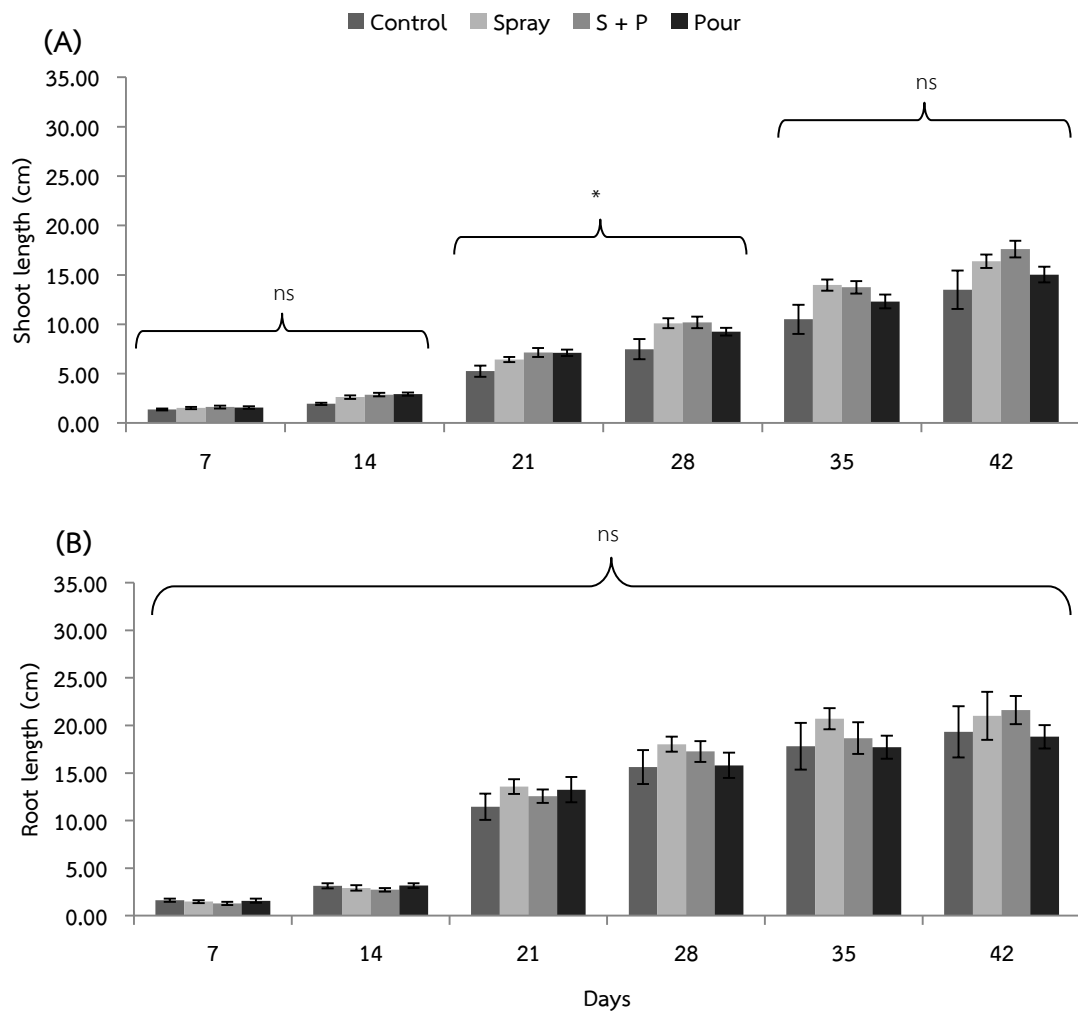 Control Spray S + P Pour
(A)
35.00
30.00
25.00
20.00
15.00
10.00
5.00
0.00
Shoot length (cm)
ns
*
ns
7 14 21 28 35 42
(B)
ns
35.00
30.00
25.00
20.00
15.00
10.00
5.00
0.00
Root length (cm)
7 14 21 28 35 42
Days